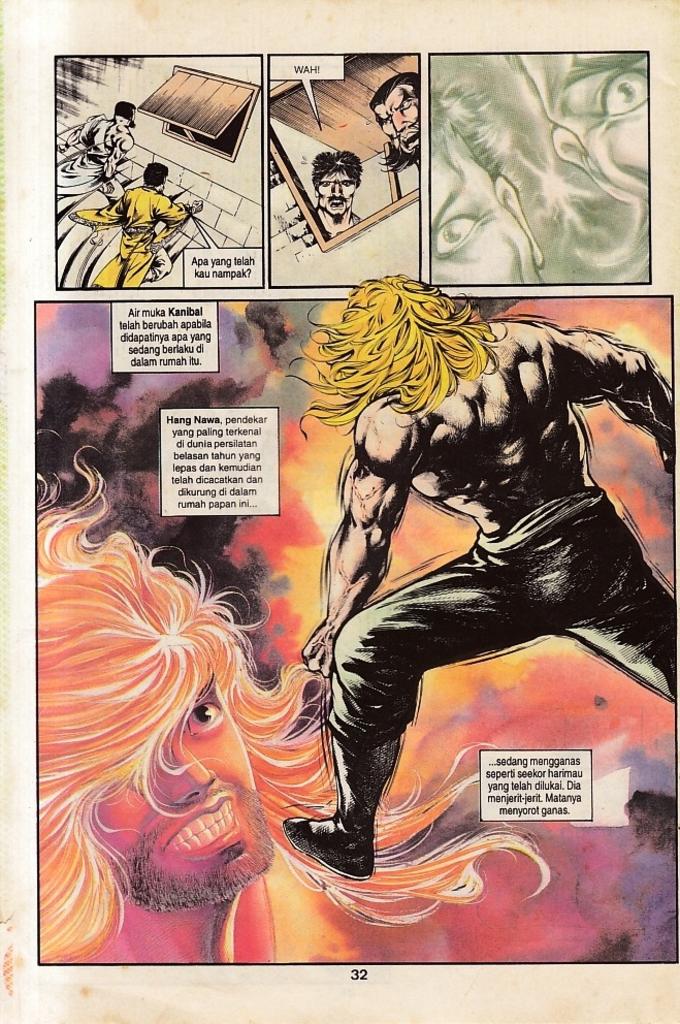 Apa yang telah
kau nampak?
WAH!
Air muka Kanibal
telah berubah apabila
didapatinya apa yang
sedang berlaku di
dalam rumah itu.
Hang Nawa, pendekar
yang paling terkenal
di dunia persilatan
belasan tahun yang
lepas dan kemudian
telah dicacatkan dan
dikurung di dalam
rumah papan ini...
...sedang mengganas
seperti seekor harimau
yang telah dilukai. Dia
menjerit-jerit. Matanya
menyorot ganas.
32